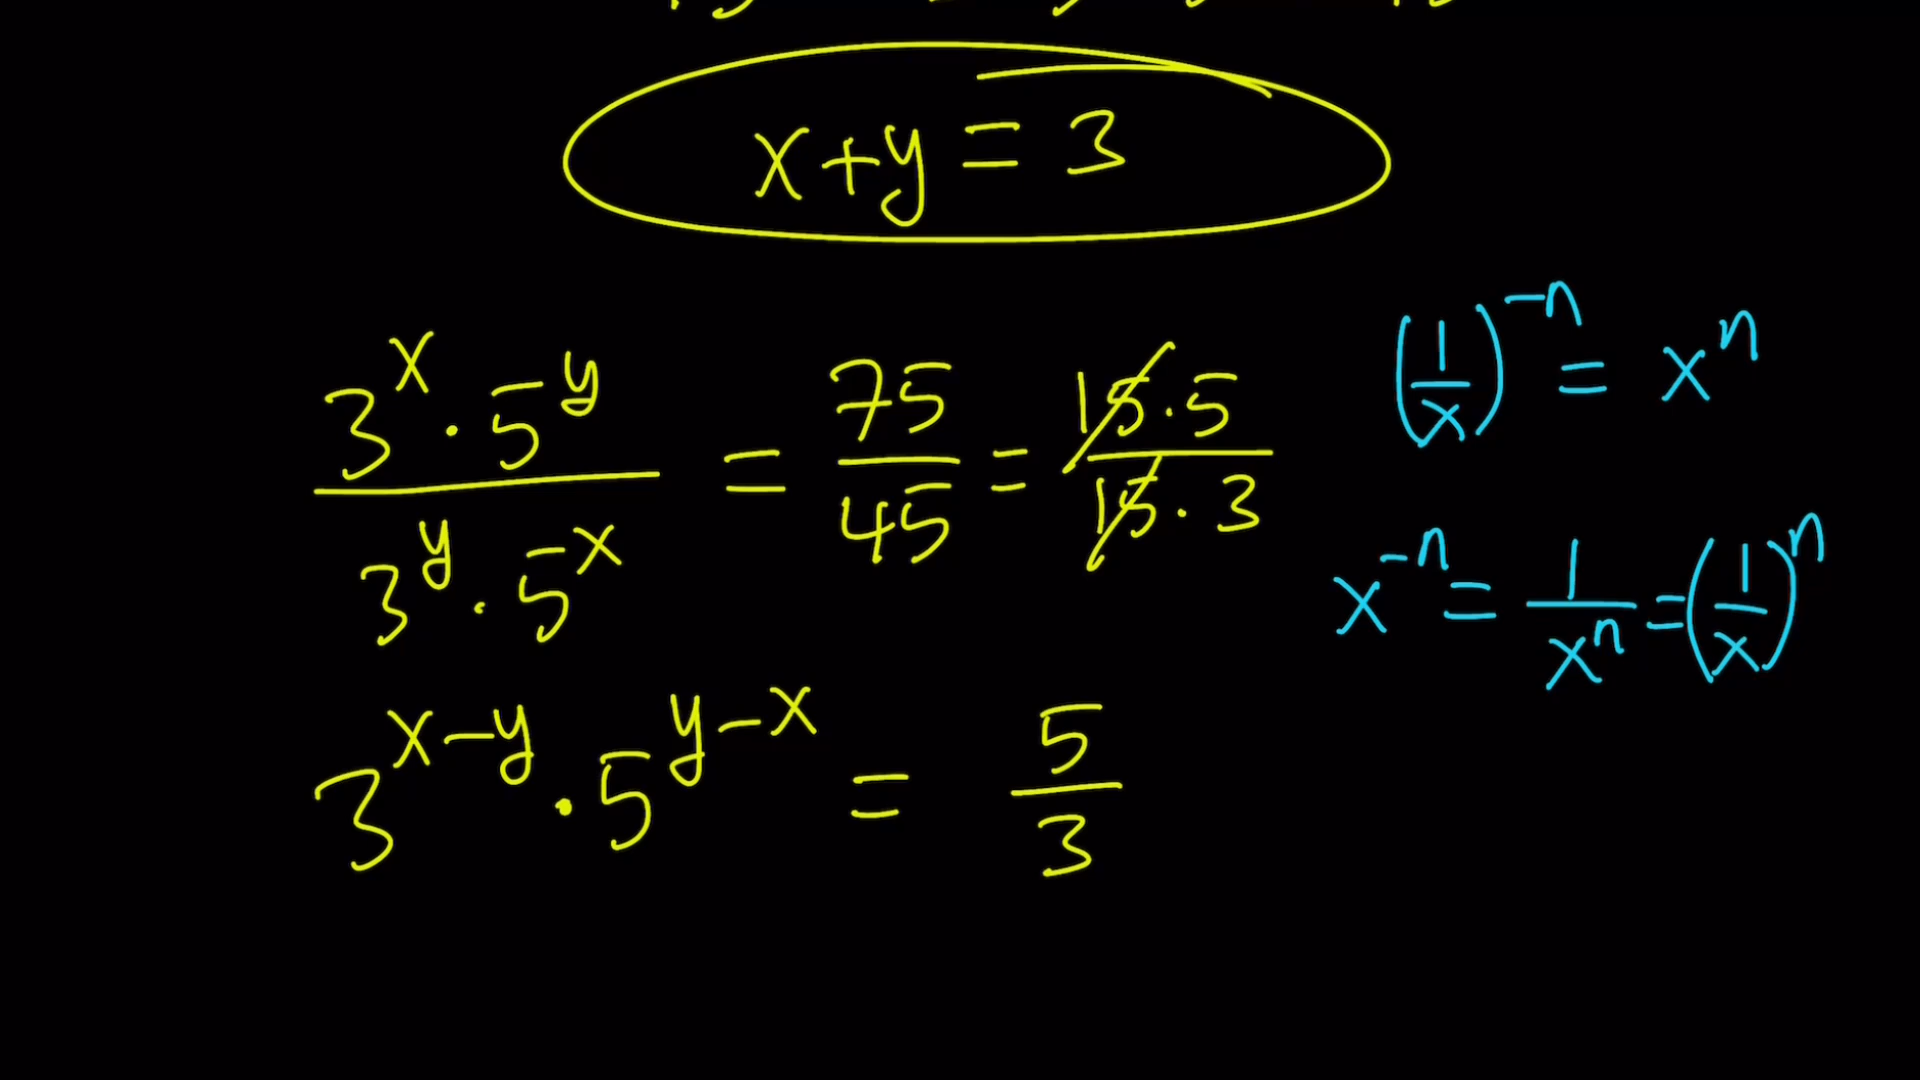 x+y = 3
3^x · 5^y / 3^y · 5^x = 75/45 = 15·5 / 15·3
(1/x)^-n = x^n
x^-n = 1/x^n = (1/x)^n
3^x-y · 5^y-x = 5/3